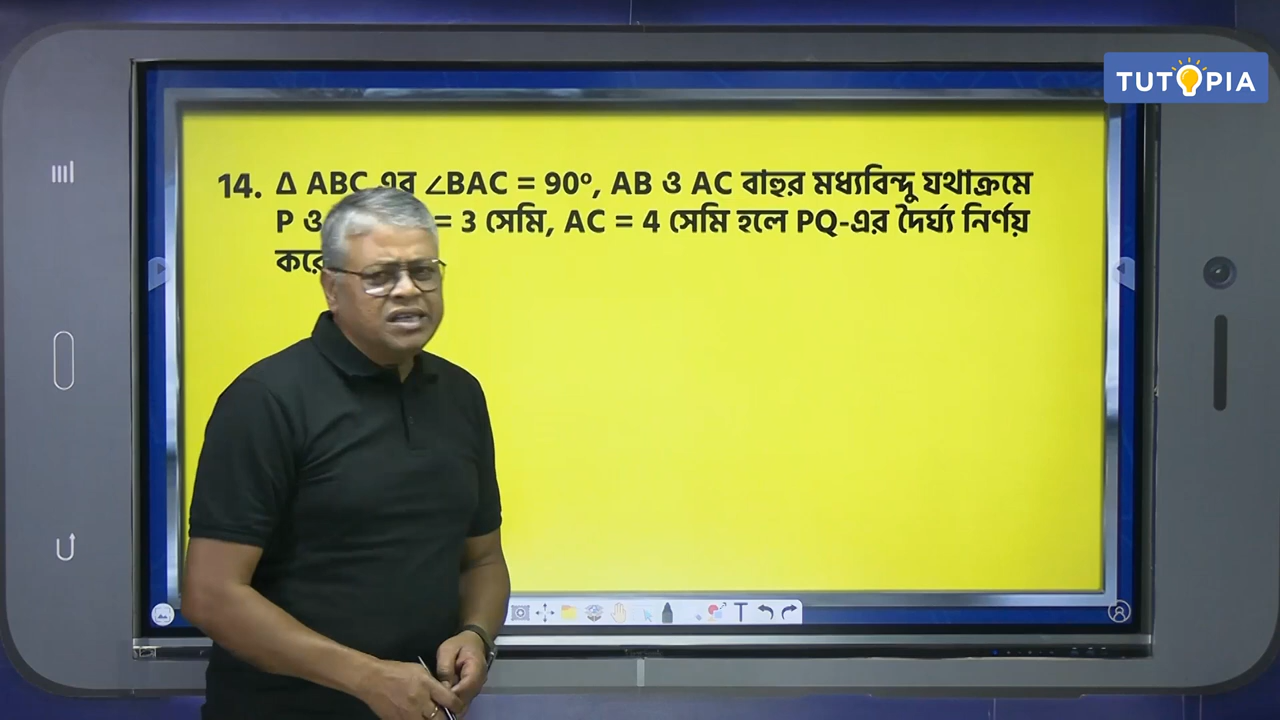 TUTOPIA
14. Δ ABC এর ∠BAC = 90°, AB ও AC বাহুর মধ্যবিন্দু যথাক্রমে
P ও = 3 সেমি, AC = 4 সেমি হলে PQ-এর দৈর্ঘ্য নির্ণয়